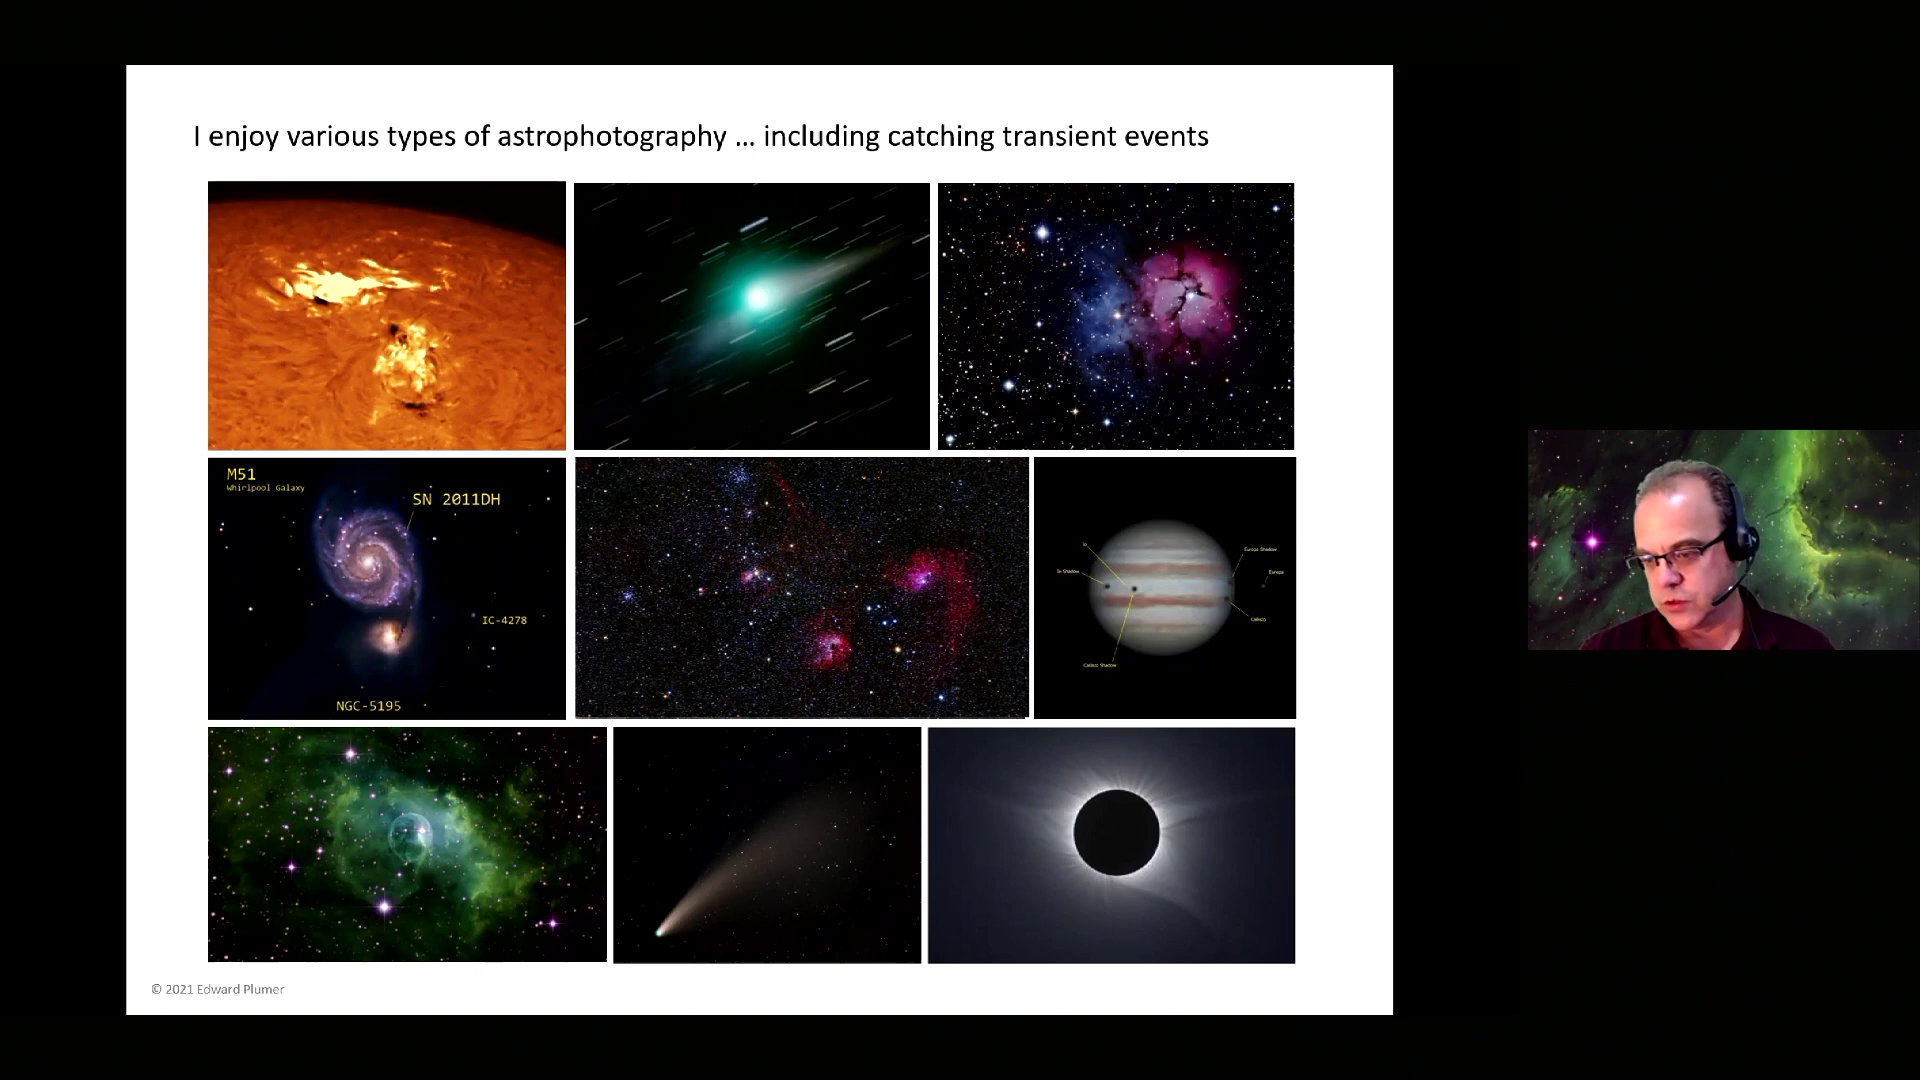 I enjoy various types of astrophotography ... including catching transient events
M51
Whirlpool Galaxy
SN 2011DH
IC-4278
NGC-5195
Io
Io Shadow
Europa Shadow
Europa
Callisto
Callisto Shadow
© 2021 Edward Plumer